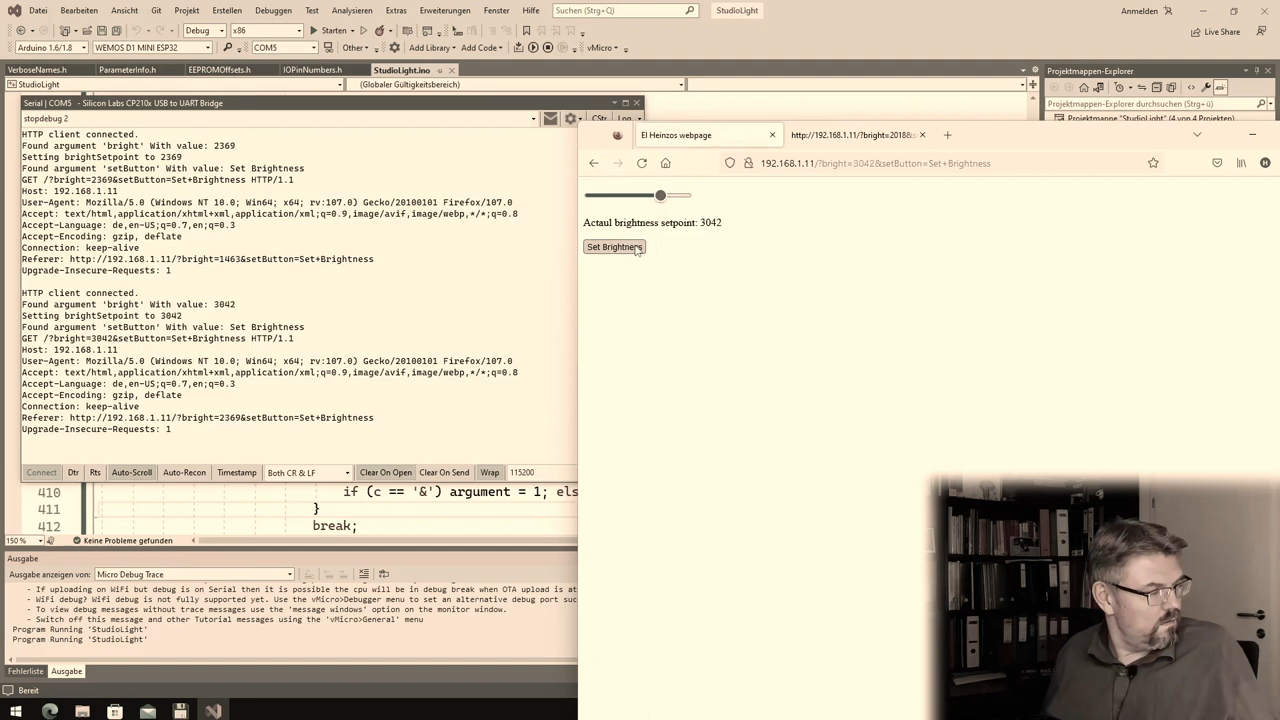 Datei Bearbeiten Ansicht Git Projekt Erstellen Debuggen Test Analysieren Extras Erweiterungen Fenster Hilfe Suchen (Strg+Q) StudioLight Anmelden
Debug x86 Starten Live Share
Arduino 1.6/1.8 WEMOS D1 MINI ESP32 COM5 Other Add Library Add Code vMicro
VerboseNames.h ParameterInfo.h EEPROMOffsets.h IOPinNumbers.h StudioLight.ino Projektmappen-Explorer
StudioLight (Globaler Gültigkeitsbereich)
Serial | COM5 - Silicon Labs CP210x USB to UART Bridge
Projektmappen-Explorer durchsuchen (Strg+ü)
stopdebug 2 CStr Log
Projektmappe "StudioLight" (4 von 4 Projekten)
HTTP client connected.
Found argument 'bright' With value: 2369
Setting brightSetpoint to 2369
Found argument 'setButton' With value: Set Brightness
GET /?bright=2369&setButton=Set+Brightness HTTP/1.1
Host: 192.168.1.11
User-Agent: Mozilla/5.0 (Windows NT 10.0; Win64; x64; rv:107.0) Gecko/20100101 Firefox/107.0
Accept: text/html,application/xhtml+xml,application/xml;q=0.9,image/avif,image/webp,*/*;q=0.8
Accept-Language: de,en-US;q=0.7,en;q=0.3
Accept-Encoding: gzip, deflate
Connection: keep-alive
Referer: http://192.168.1.11/?bright=1463&setButton=Set+Brightness
Upgrade-Insecure-Requests: 1
HTTP client connected.
Found argument 'bright' With value: 3042
Setting brightSetpoint to 3042
Found argument 'setButton' With value: Set Brightness
GET /?bright=3042&setButton=Set+Brightness HTTP/1.1
Host: 192.168.1.11
User-Agent: Mozilla/5.0 (Windows NT 10.0; Win64; x64; rv:107.0) Gecko/20100101 Firefox/107.0
Accept: text/html,application/xhtml+xml,application/xml;q=0.9,image/avif,image/webp,*/*;q=0.8
Accept-Language: de,en-US;q=0.7,en;q=0.3
Accept-Encoding: gzip, deflate
Connection: keep-alive
Referer: http://192.168.1.11/?bright=2369&setButton=Set+Brightness
Upgrade-Insecure-Requests: 1
Connect Dtr Rts Auto-Scroll Auto-Recon Timestamp Both CR & LF Clear On Open Clear On Send Wrap 115200
El Heinzos webpage http://192.168.1.11/?bright=2018&s
192.168.1.11/?bright=3042&setButton=Set+Brightness
Actaul brightness setpoint: 3042
Set Brightness
410 if (c == '&') argument = 1; els
411 }
412 break;
150 % Keine Probleme gefunden
Ausgabe
Ausgabe anzeigen von: Micro Debug Trace
- If uploading on WiFi but debug is on Serial then it is possible the cpu will be in debug break when OTA upload is at
- WiFi debug? Wifi debug is not fully supported yet. Use the vMicro>Debugger menu to not an alternative debug port suc
- To view debug messages without trace messages use the 'message windows' option on the monitor window.
- Switch off this message and other Tutorial messages using the 'vMicro>General' menu
Program Running 'StudioLight'
Program Running 'StudioLight'
Fehlerliste Ausgabe
Bereit